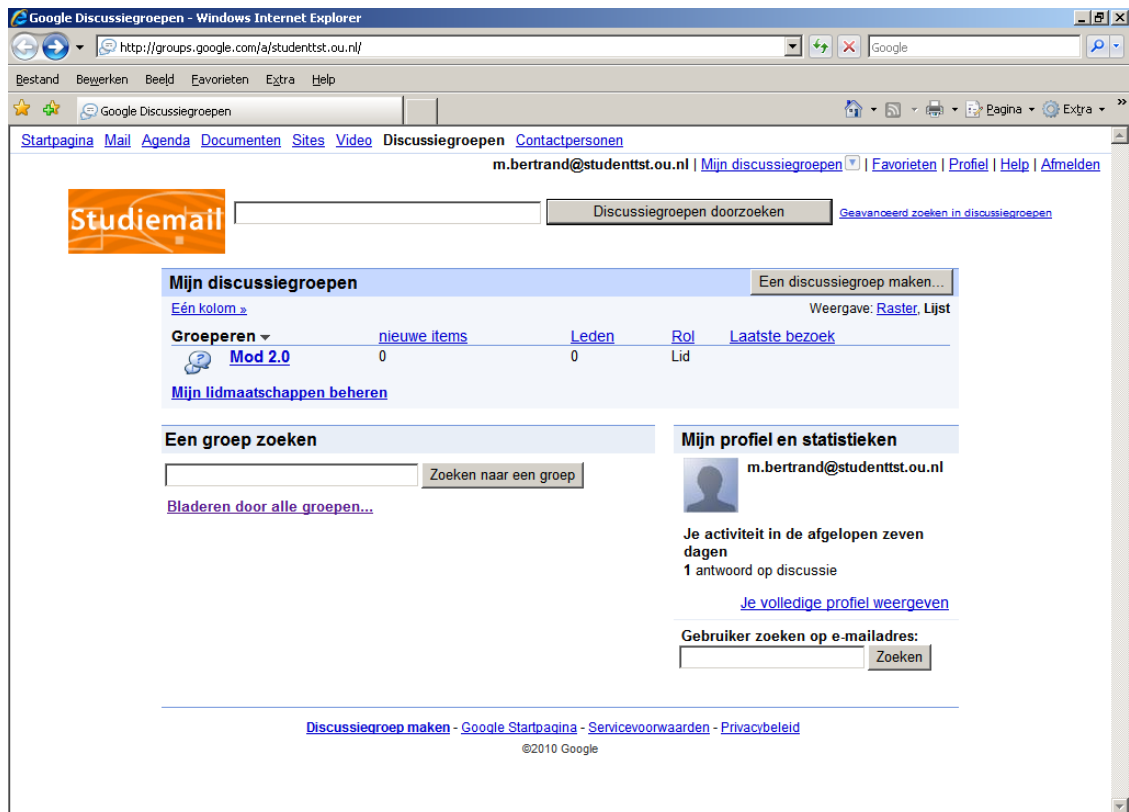 Google Discussiegroepen - Windows Internet Explorer
http://groups.google.com/a/studenttst.ou.nl/
Google
Bestand Bewerken Beeld Favorieten Extra Help
Google Discussiegroepen
Pagina Extra »
Startpagina Mail Agenda Documenten Sites Video Discussiegroepen Contactpersonen
m.bertrand@studenttst.ou.nl | Mijn discussiegroepen | Favorieten | Profiel | Help | Afmelden
Studiemail
Discussiegroepen doorzoeken
Geavanceerd zoeken in discussiegroepen
Mijn discussiegroepen
Een discussiegroep maken...
Eén kolom »
Weergave: Raster, Lijst
Groeperen nieuwe items Leden Rol Laatste bezoek
Mod 2.0 0 0 Lid
Mijn lidmaatschappen beheren
Een groep zoeken
Zoeken naar een groep
Bladeren door alle groepen...
Mijn profiel en statistieken
m.bertrand@studenttst.ou.nl
Je activiteit in de afgelopen zeven
dagen
1 antwoord op discussie
Je volledige profiel weergeven
Gebruiker zoeken op e-mailadres:
Zoeken
Discussiegroep maken - Google Startpagina - Servicevoorwaarden - Privacybeleid
©2010 Google